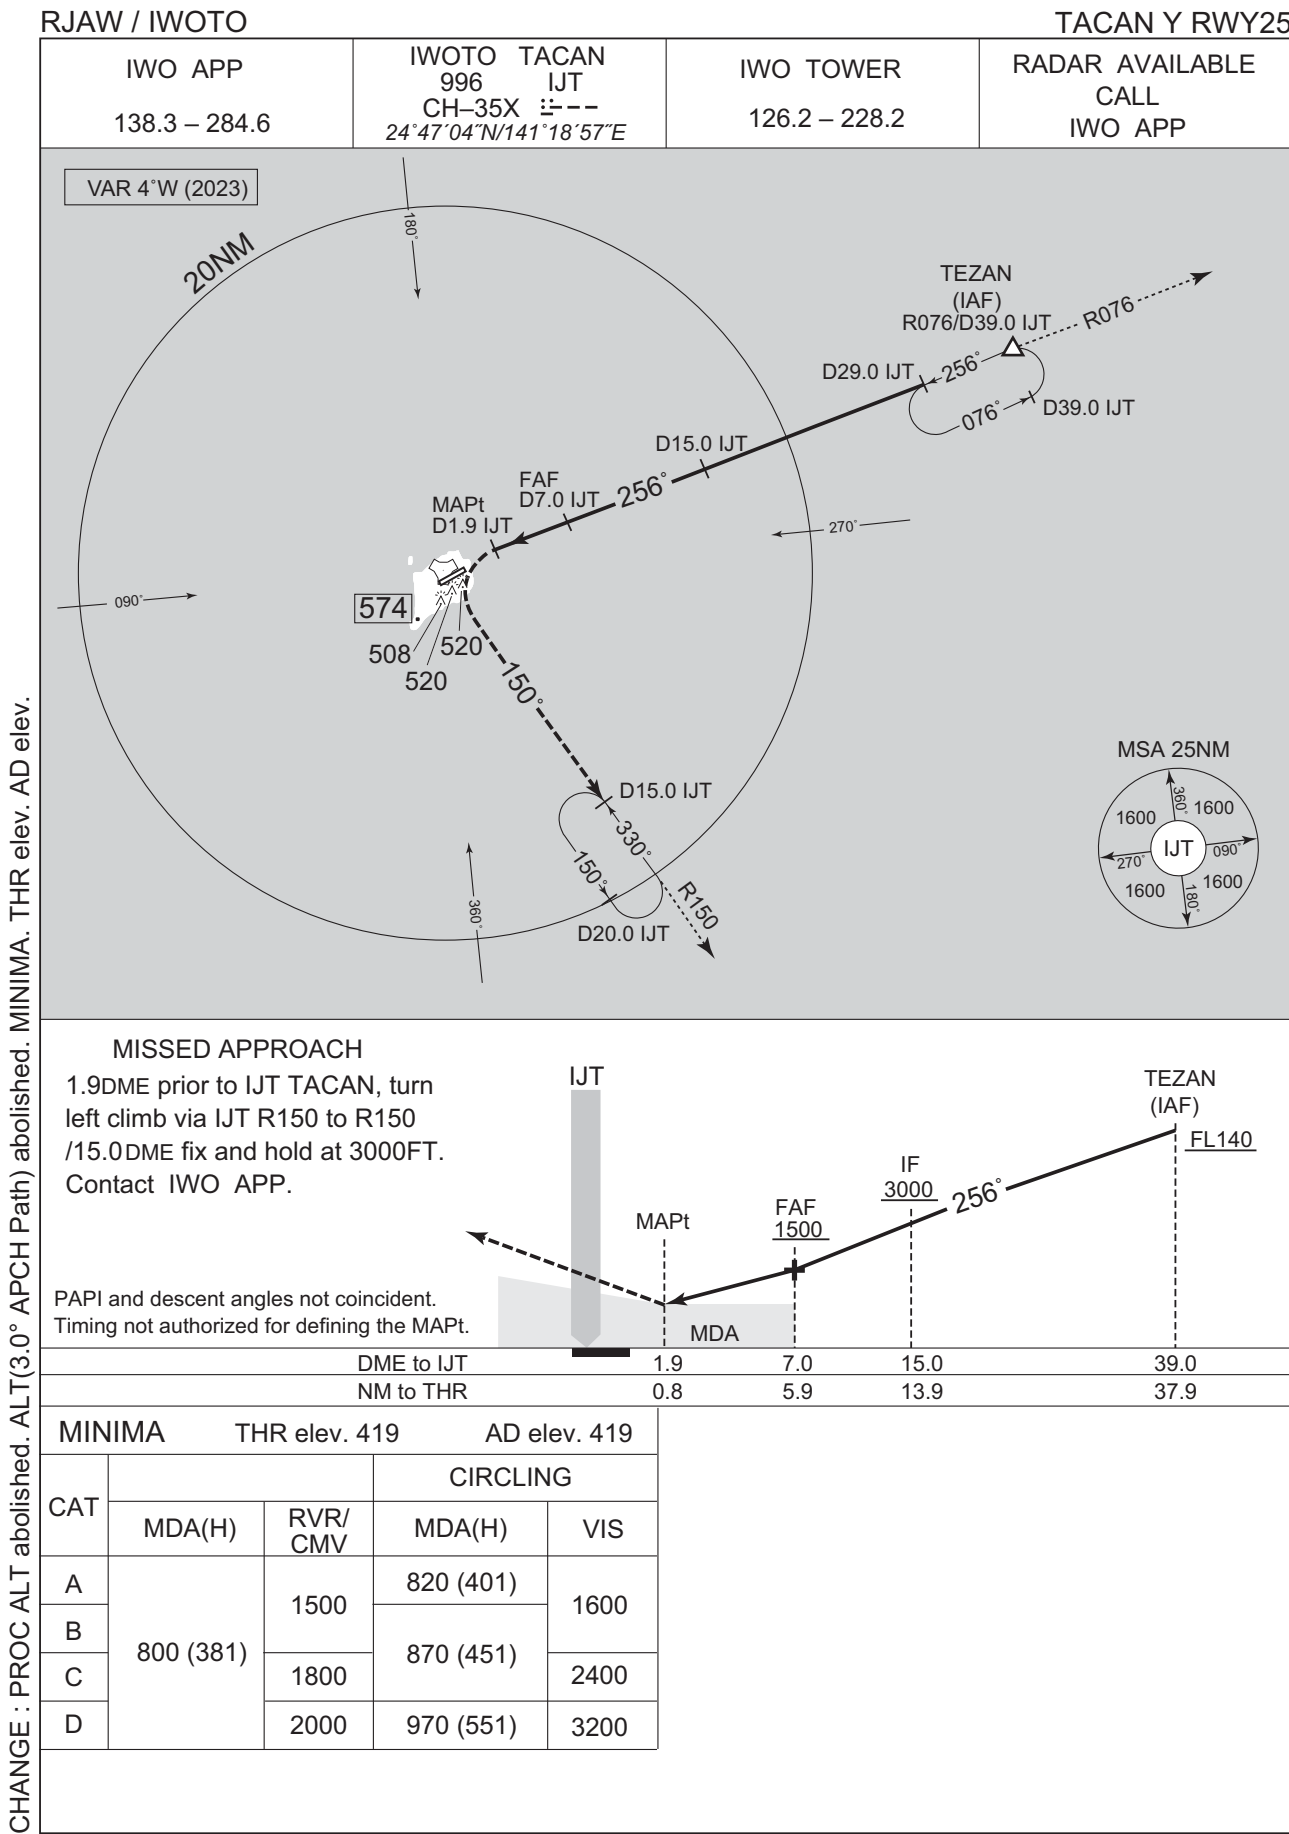 RJAW / IWOTO
TACAN Y RWY25
IWO APP
138.3 – 284.6
IWOTO TACAN
996 IJT
CH–35X
24°47′04″N/141°18′57″E
IWO TOWER
126.2 – 228.2
RADAR AVAILABLE
CALL
IWO APP
VAR 4°W (2023)
20NM
180°
TEZAN
(IAF)
R076/D39.0 IJT
R076
D29.0 IJT
256°
076°
D39.0 IJT
D15.0 IJT
FAF
D7.0 IJT
256°
MAPt
D1.9 IJT
270°
090°
574
508
520
520
150°
D15.0 IJT
330°
150°
R150
D20.0 IJT
360°
MSA 25NM
1600
360°
1600
IJT
270°
090°
1600
180°
1600
MISSED APPROACH
1.9DME prior to IJT TACAN, turn
left climb via IJT R150 to R150
/15.0DME fix and hold at 3000FT.
Contact IWO APP.
IJT
TEZAN
(IAF)
FL140
IF
3000
256°
FAF
1500
MAPt
PAPI and descent angles not coincident.
Timing not authorized for defining the MAPt.
MDA
DME to IJT 1.9 7.0 15.0 39.0
NM to THR 0.8 5.9 13.9 37.9
MINIMA THR elev. 419 AD elev. 419
CAT
CIRCLING
MDA(H)
RVR/
CMV
MDA(H)
VIS
A
B
C
D
800 (381)
1500
1800
2000
820 (401)
870 (451)
970 (551)
1600
2400
3200
CHANGE : PROC ALT abolished. ALT(3.0° APCH Path) abolished. MINIMA. THR elev. AD elev.